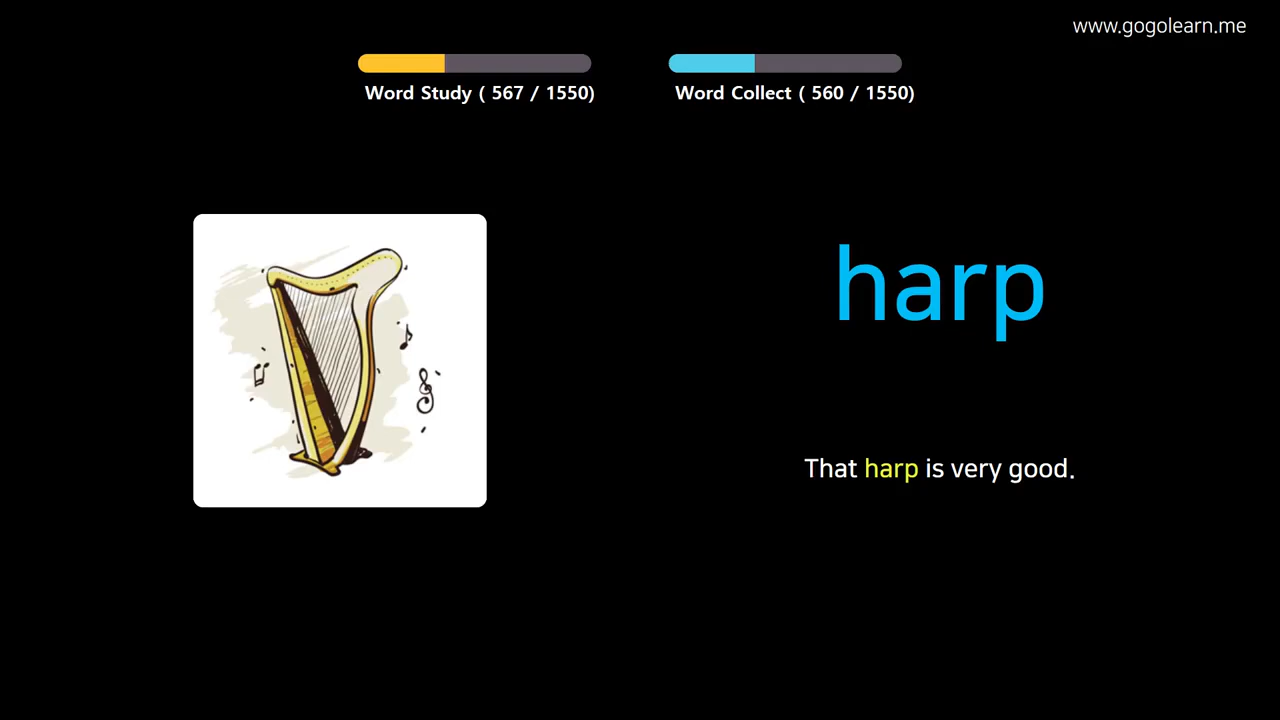 www.gogolearn.me
Word Study ( 567 / 1550)
Word Collect ( 560 / 1550)
harp
That harp is very good.